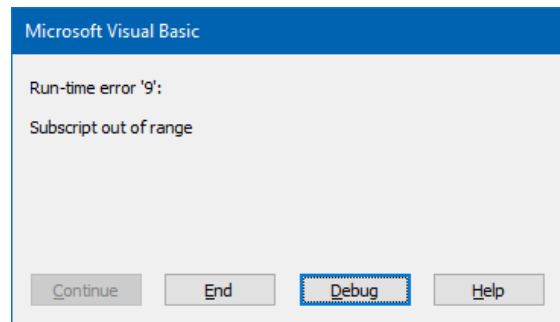 Microsoft Visual Basic
Run-time error '9':
Subscript out of range
Continue End Debug Help